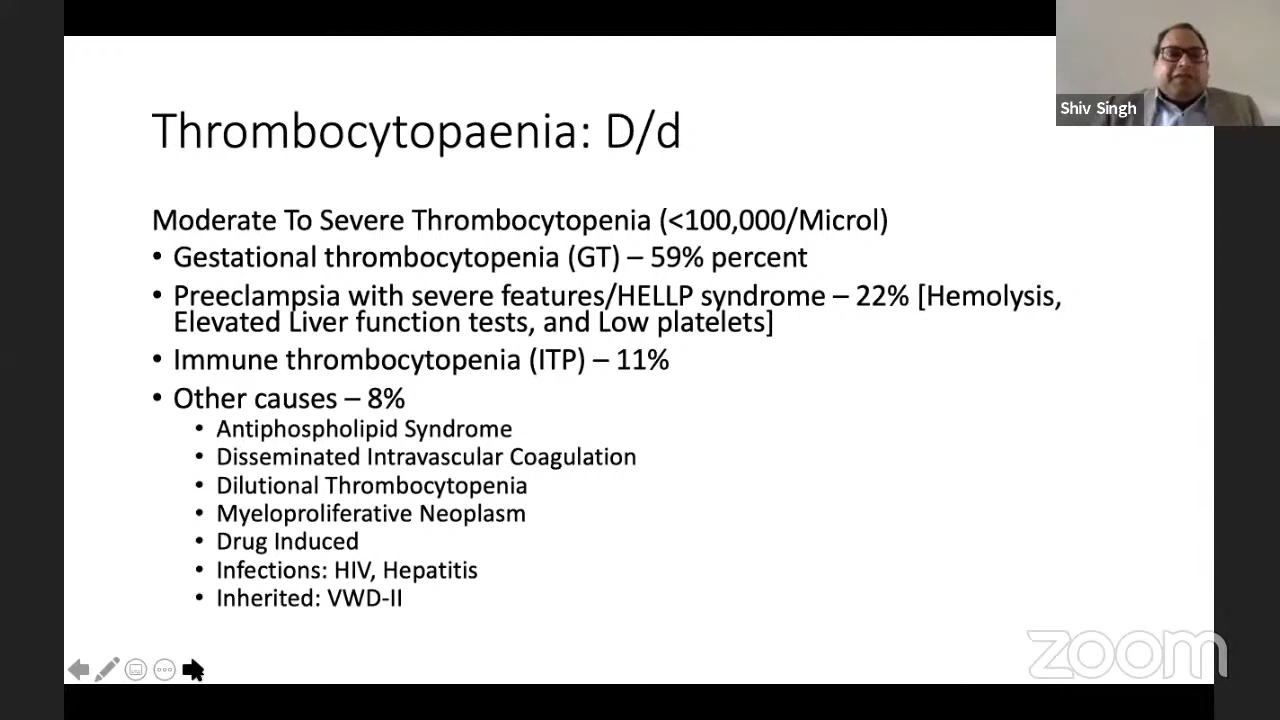 Shiv Singh
Thrombocytopaenia: D/d
Moderate To Severe Thrombocytopenia (<100,000/Microl)
• Gestational thrombocytopenia (GT) – 59% percent
• Preeclampsia with severe features/HELLP syndrome – 22% [Hemolysis,
Elevated Liver function tests, and Low platelets]
• Immune thrombocytopenia (ITP) – 11%
• Other causes – 8%
• Antiphospholipid Syndrome
• Disseminated Intravascular Coagulation
• Dilutional Thrombocytopenia
• Myeloproliferative Neoplasm
• Drug Induced
• Infections: HIV, Hepatitis
• Inherited: VWD-II
zoom